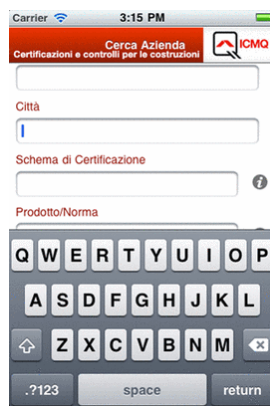 Carrier 3:15 PM
Cerca Azienda
Certificazioni e controlli per le costruzioni
ICMQ
Città
Schema di Certificazione
Prodotto/Norma
Q W E R T Y U I O P
A S D F G H J K L
Z X C V B N M
.?123 space return